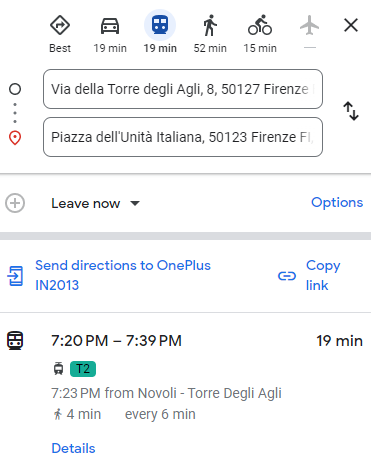 Best
19 min
19 min
52 min
15 min
—
Via della Torre degli Agli, 8, 50127 Firenze
Piazza dell'Unità Italiana, 50123 Firenze FI,
Leave now
Options
Send directions to OnePlus
IN2013
Copy
link
7:20 PM – 7:39 PM
19 min
T2
7:23 PM from Novoli - Torre Degli Agli
4 min
every 6 min
Details